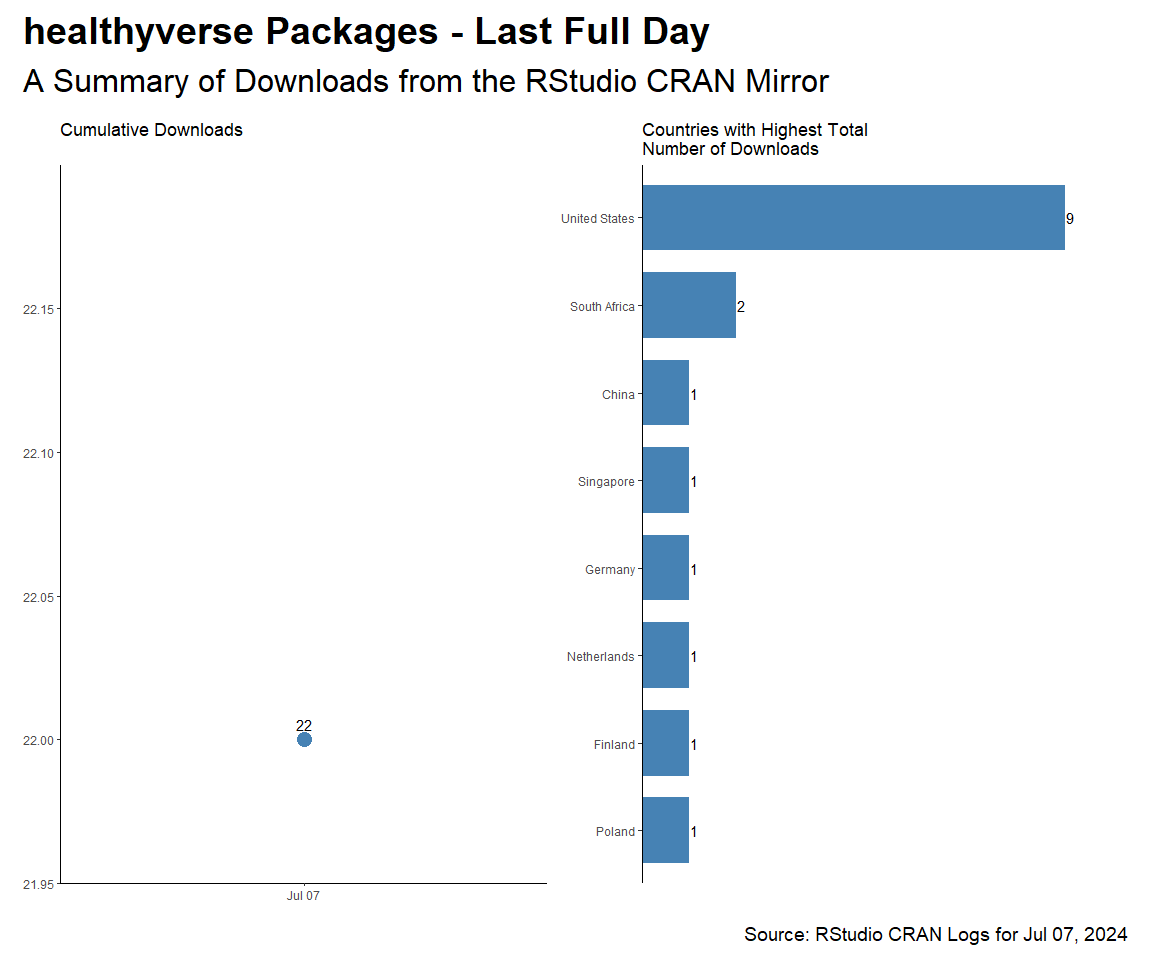 healthyverse Packages - Last Full Day
A Summary of Downloads from the RStudio CRAN Mirror
Cumulative Downloads
22.15
22.10
22.05
22.00
21.95
22
Jul 07
Countries with Highest Total
Number of Downloads
United States 9
South Africa 2
China 1
Singapore 1
Germany 1
Netherlands 1
Finland 1
Poland 1
Source: RStudio CRAN Logs for Jul 07, 2024